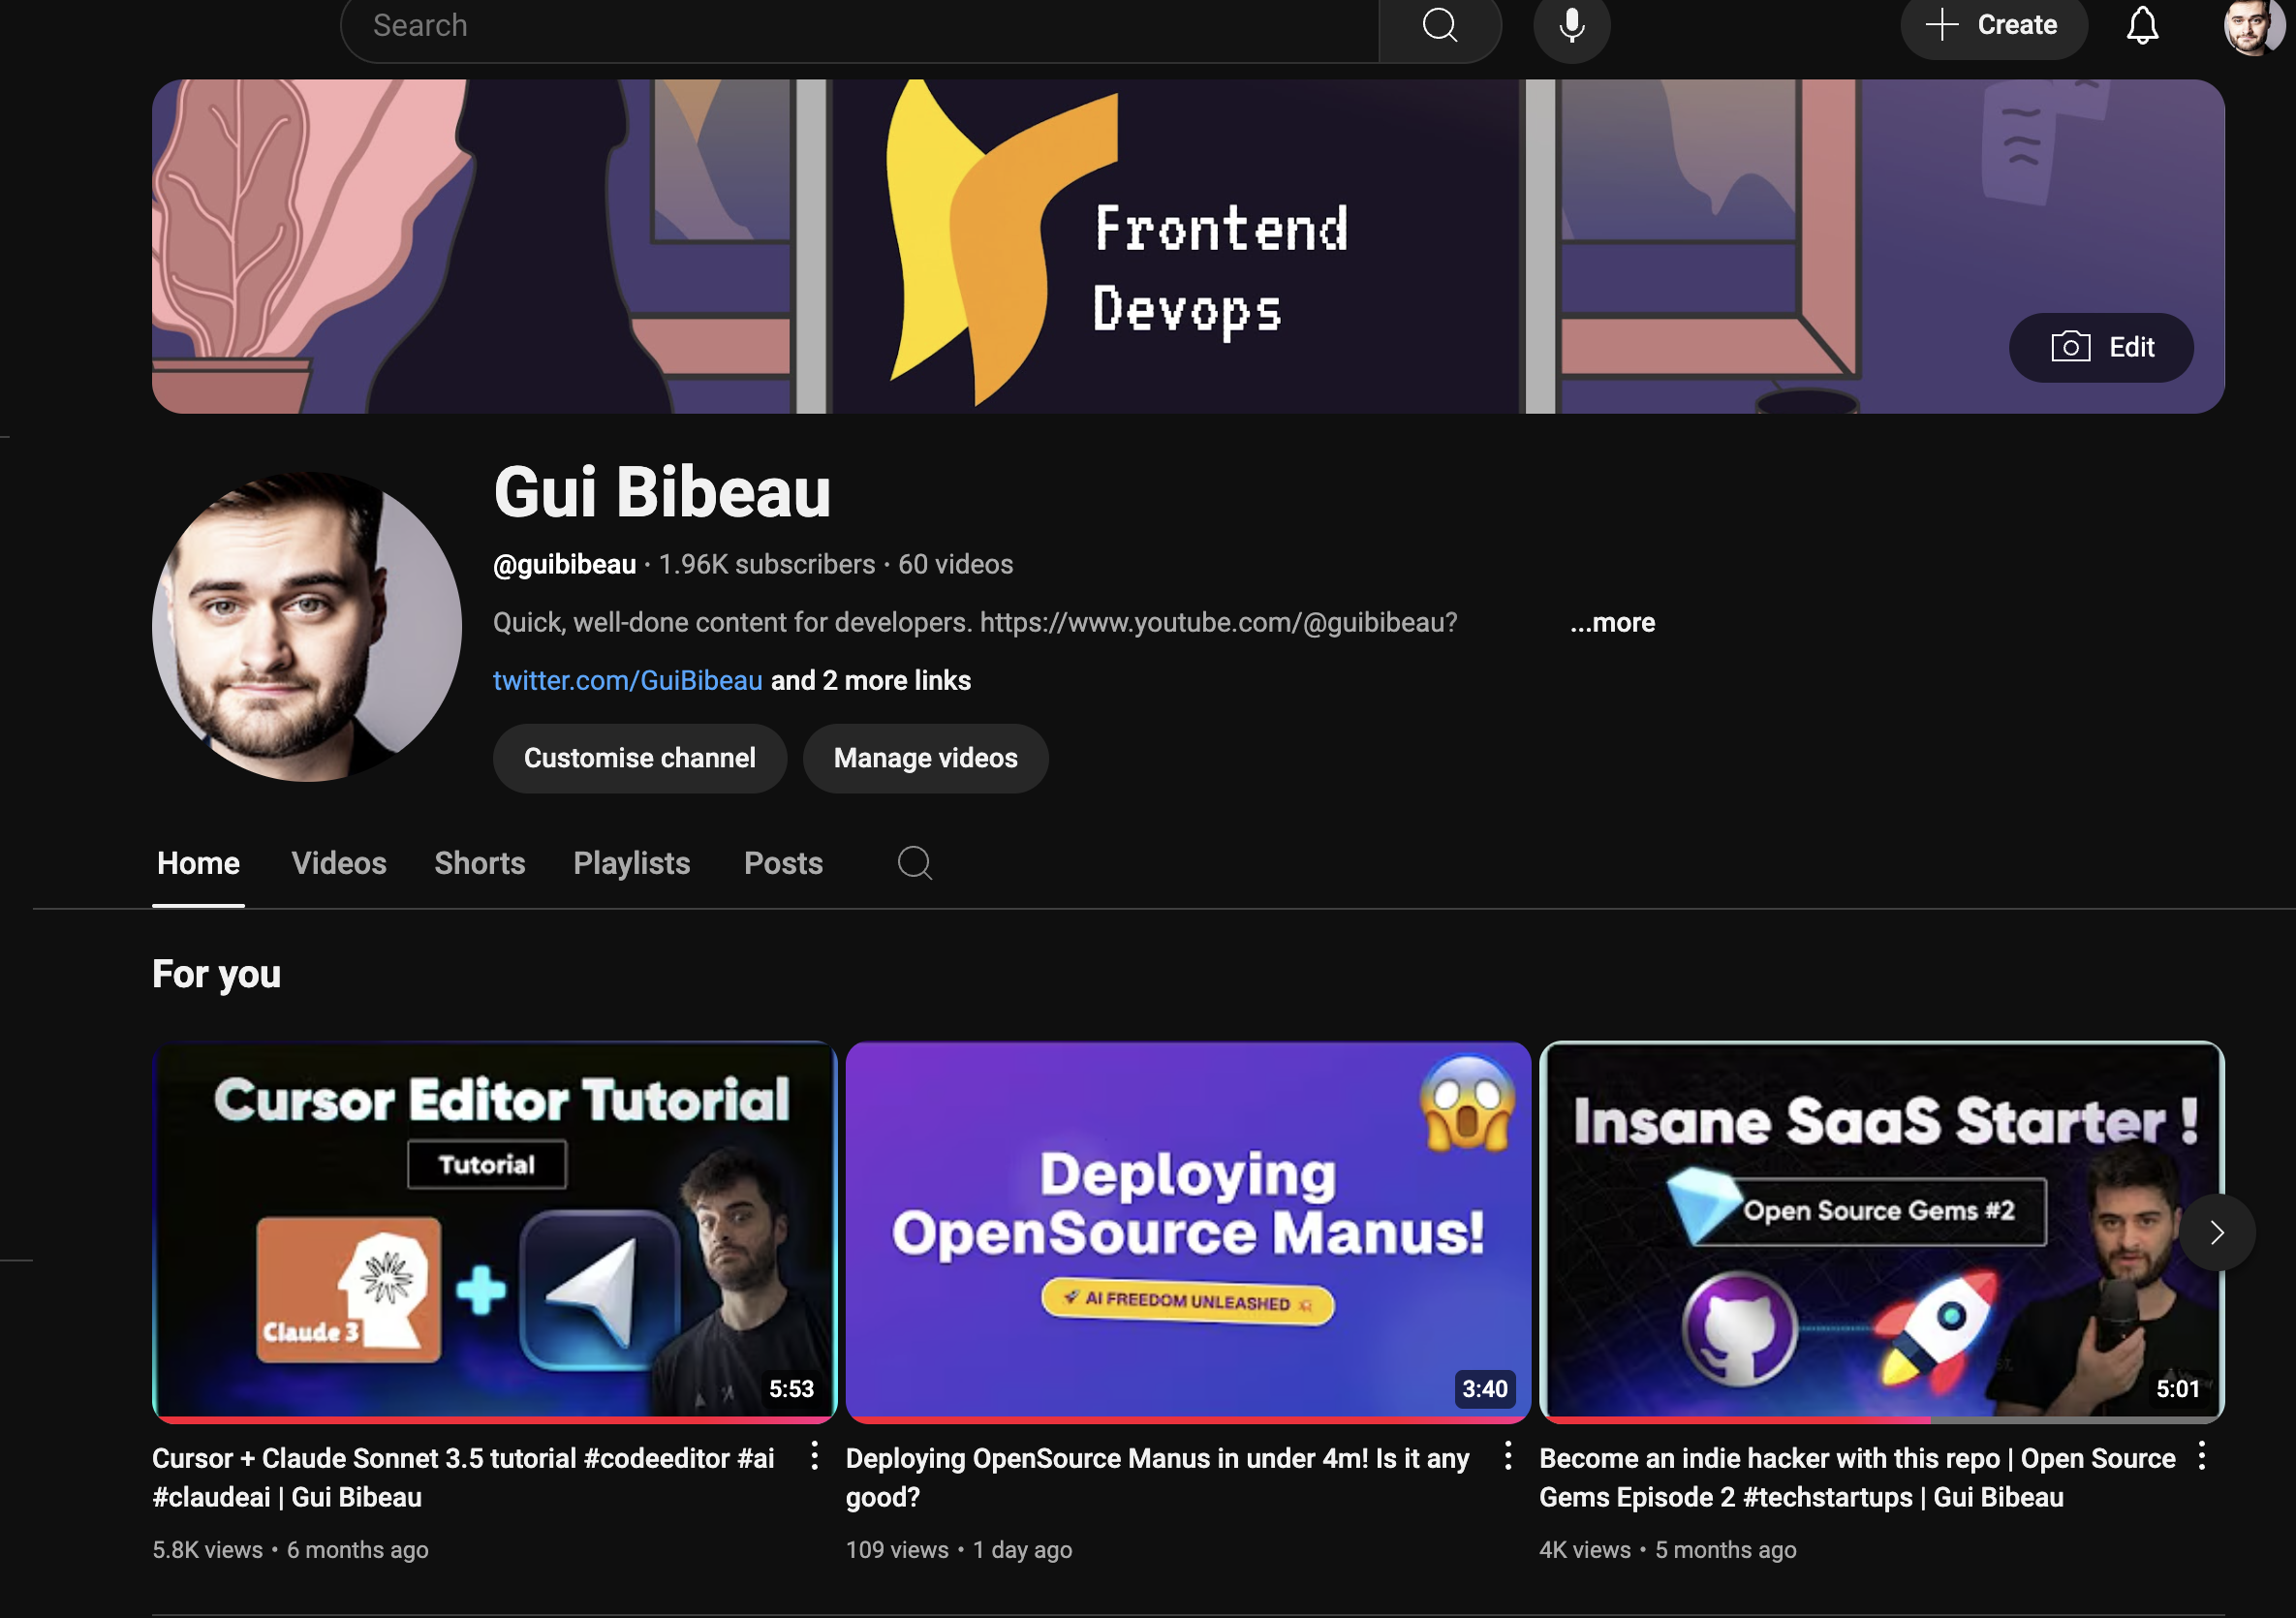 Search
Create
Frontend
Devops
Edit
Gui Bibeau
@guibibeau · 1.96K subscribers · 60 videos
Quick, well-done content for developers. https://www.youtube.com/@guibibeau? ...more
twitter.com/GuiBibeau and 2 more links
Customise channel
Manage videos
Home
Videos
Shorts
Playlists
Posts
For you
Cursor Editor Tutorial
Tutorial
Claude 3
5:53
Cursor + Claude Sonnet 3.5 tutorial #codeeditor #ai
#claudeai | Gui Bibeau
5.8K views • 6 months ago
Deploying
OpenSource Manus!
🚀 AI FREEDOM UNLEASHED 💥
3:40
Deploying OpenSource Manus in under 4m! Is it any
good?
109 views • 1 day ago
Insane SaaS Starter !
Open Source Gems #2
5:01
Become an indie hacker with this repo | Open Source
Gems Episode 2 #techstartups | Gui Bibeau
4K views • 5 months ago